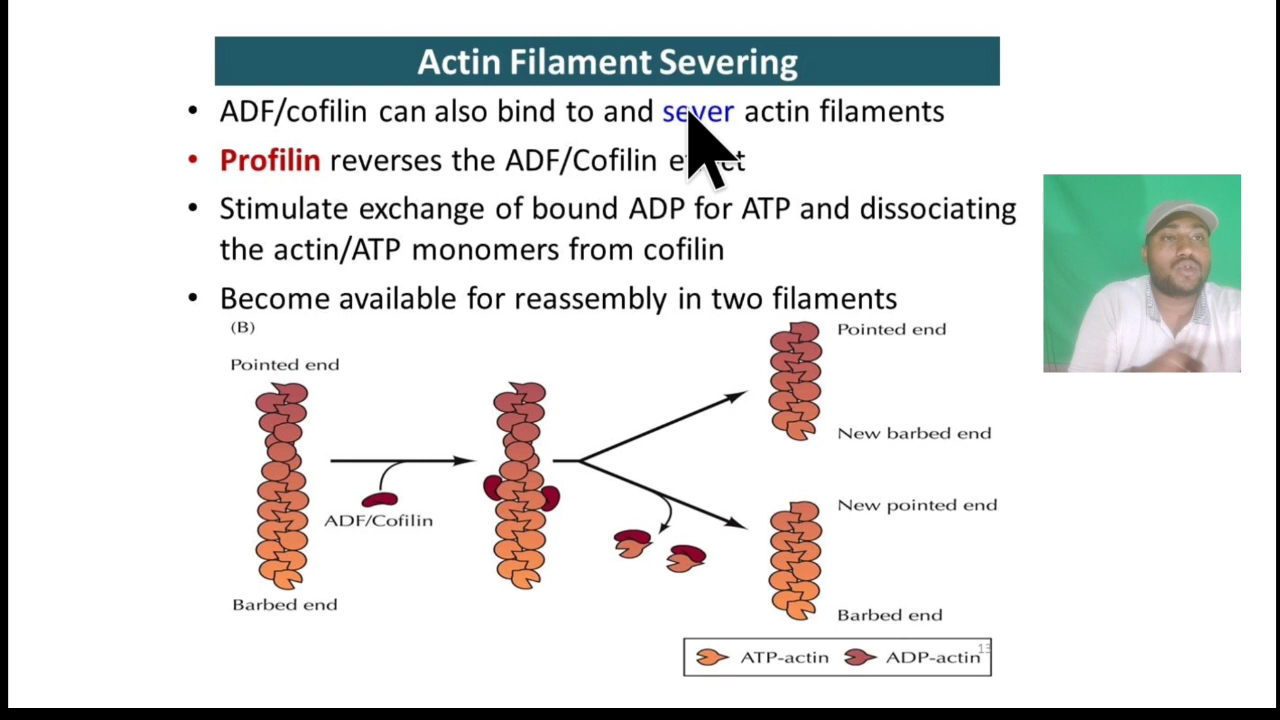 Actin Filament Severing
• ADF/cofilin can also bind to and sever actin filaments
• Profilin reverses the ADF/Cofilin
• Stimulate exchange of bound ADP for ATP and dissociating
the actin/ATP monomers from cofilin
• Become available for reassembly in two filaments
(B)
Pointed end
Pointed end
New barbed end
ADF/Cofilin
New pointed end
Barbed end
Barbed end
ATP-actin ADP-actin
13